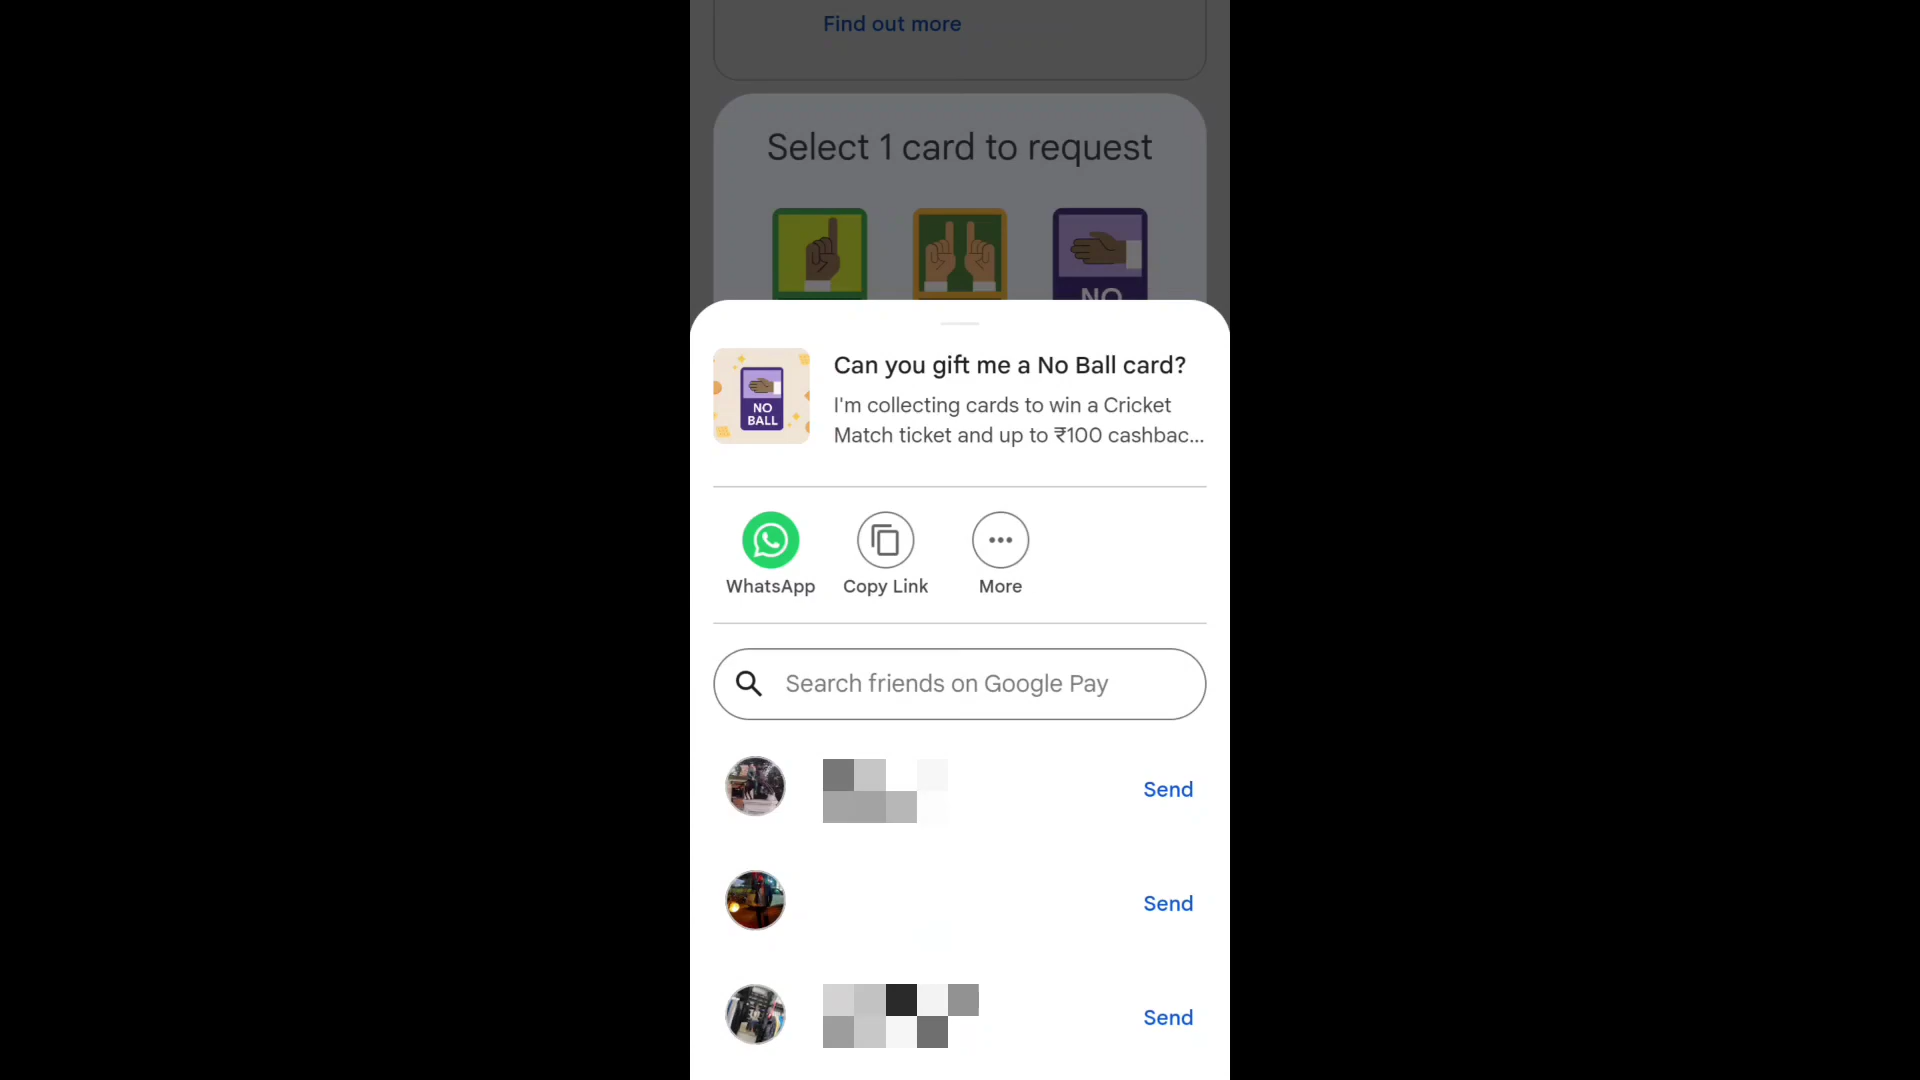 Find out more
Select 1 card to request
NO
Can you gift me a No Ball card?
NO
BALL
I'm collecting cards to win a Cricket
Match ticket and up to ₹100 cashbac...
WhatsApp
Copy Link
More
Search friends on Google Pay
Send
Send
Send